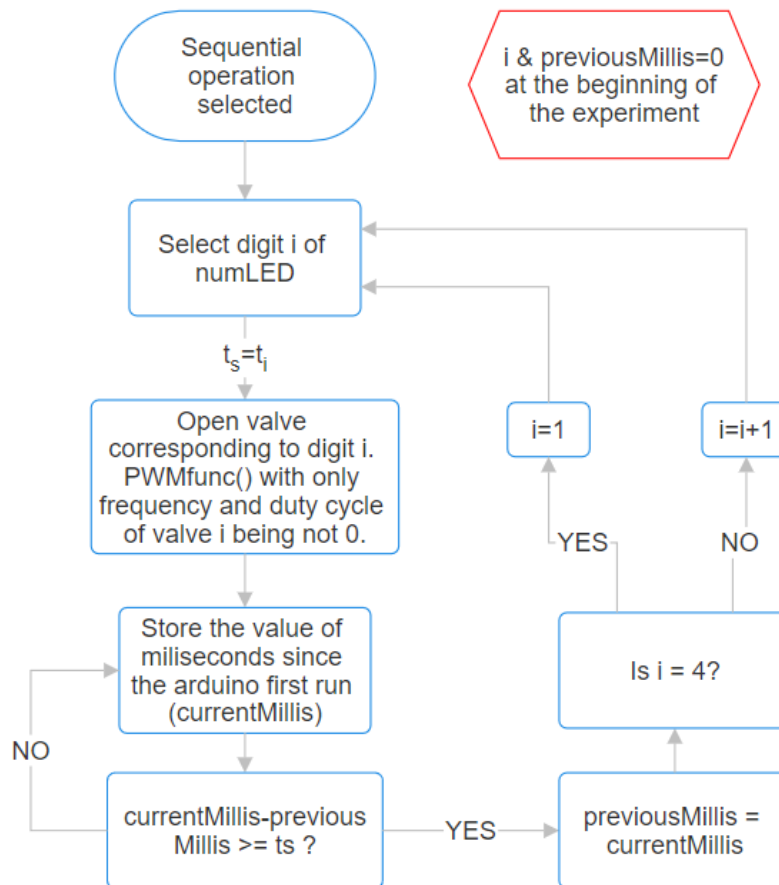 Sequential
operation
selected
i & previousMillis=0
at the beginning of
the experiment
Select digit i of
numLED
ts=ti
Open valve
corresponding to digit i.
PWMfunc() with only
frequency and duty cycle
of valve i being not 0.
i=1
i=i+1
YES
NO
Store the value of
miliseconds since
the arduino first run
(currentMillis)
Is i = 4?
NO
currentMillis-previous
Millis >= ts ?
YES
previousMillis =
currentMillis